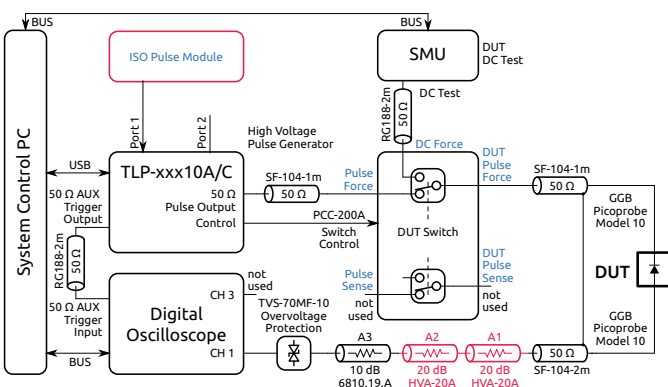 BUS
BUS
ISO Pulse Module
SMU
DUT
DC Test
Port 1
Port 2
RG188-2m
50 Ω
DC Test
High Voltage
Pulse Generator
DC Force
System Control PC
USB
TLP-xxx10A/C
50 Ω
Pulse Output
Control
SF-104-1m
50 Ω
Pulse
Force
DUT
Pulse
Force
SF-104-1m
50 Ω
50 Ω AUX
Trigger
Output
PCC-200A
Switch
Control
DUT Switch
GGB
Picoprobe
Model 10
RG188-2m
50 Ω
DUT
50 Ω AUX
Trigger
Input
Digital
Oscilloscope
CH 3
CH 1
not
used
TVS-70MF-10
Overvoltage
Protection
Pulse
Sense
not
used
DUT
Pulse
Sense
not
used
GGB
Picoprobe
Model 10
BUS
A3
10 dB
6810.19.A
A2
20 dB
HVA-20A
A1
20 dB
HVA-20A
50 Ω
SF-104-2m